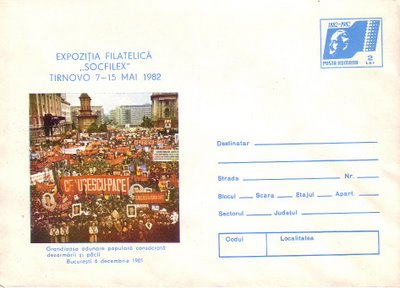 EXPOZIȚIA FILATELICĂ
„SOCFILEX"
TIRNOVO 7-15 MAI 1982
1882-1982
POSTA ROMANA
2
LEI
CEAUȘESCU PACE
Grandioasa adunare populară consacrată
dezarmării și păcii
București 6 decembrie 1981
Destinatar
Strada Nr.
Blocul Scara Etajul Apart.
Sectorul Județul
Codul Localitatea